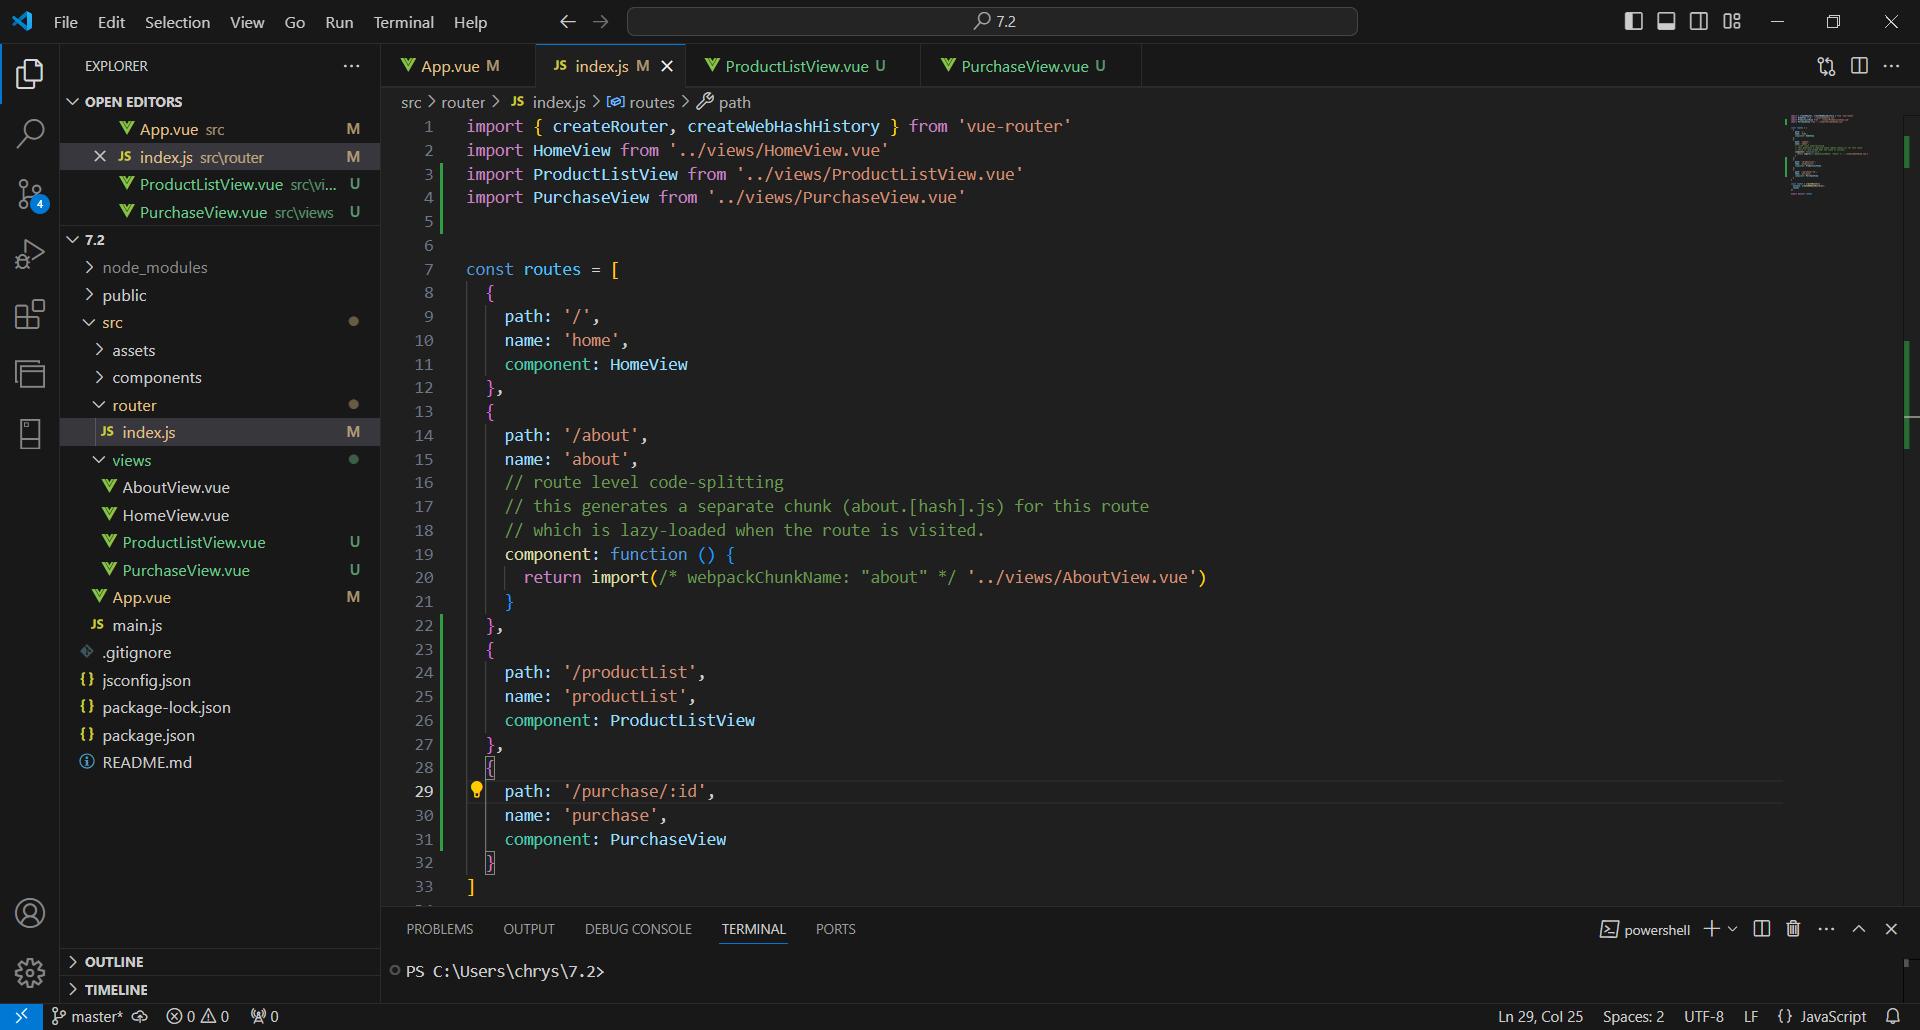 File Edit Selection View Go Run Terminal Help
7.2
EXPLORER
OPEN EDITORS
App.vue src M
index.js src\router M
ProductListView.vue src\vi... U
PurchaseView.vue src\views U
7.2
node_modules
public
src
assets
components
router
JS index.js M
views
AboutView.vue
HomeView.vue
ProductListView.vue U
PurchaseView.vue U
App.vue M
JS main.js
.gitignore
{} jsconfig.json
{} package-lock.json
{} package.json
README.md
OUTLINE
TIMELINE
4
App.vue M
JS index.js M
ProductListView.vue U
PurchaseView.vue U
src > router > JS index.js > routes > path
1 import { createRouter, createWebHashHistory } from 'vue-router'
2 import HomeView from '../views/HomeView.vue'
3 import ProductListView from '../views/ProductListView.vue'
4 import PurchaseView from '../views/PurchaseView.vue'
5
6
7 const routes = [
8 {
9 path: '/',
10 name: 'home',
11 component: HomeView
12 },
13 {
14 path: '/about',
15 name: 'about',
16 // route level code-splitting
17 // this generates a separate chunk (about.[hash].js) for this route
18 // which is lazy-loaded when the route is visited.
19 component: function () {
20 return import(/* webpackChunkName: "about" */ '../views/AboutView.vue')
21 }
22 },
23 {
24 path: '/productList',
25 name: 'productList',
26 component: ProductListView
27 },
28 {
29 path: '/purchase/:id',
30 name: 'purchase',
31 component: PurchaseView
32 }
33 ]
PROBLEMS OUTPUT DEBUG CONSOLE TERMINAL PORTS
powershell
PS C:\Users\chrys\7.2>
master* 0 0 0
Ln 29, Col 25 Spaces: 2 UTF-8 LF {} JavaScript